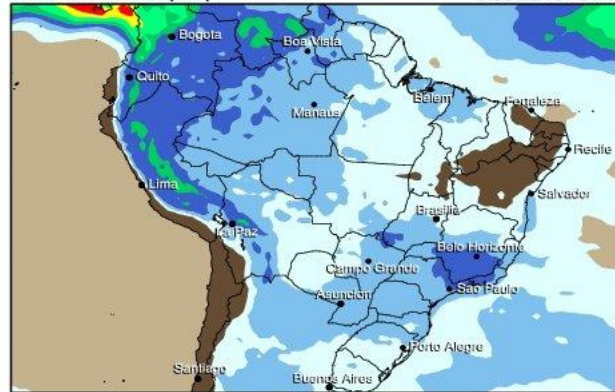 Bogota
Boa Vista
Quito
Belem
Fortaleza
Manaus
Recife
Lima
Salvador
Brasilia
La Paz
Belo Horizonte
Campo Grande
Asuncion
Sao Paulo
Porto Alegre
Santiago
Buenos Aires